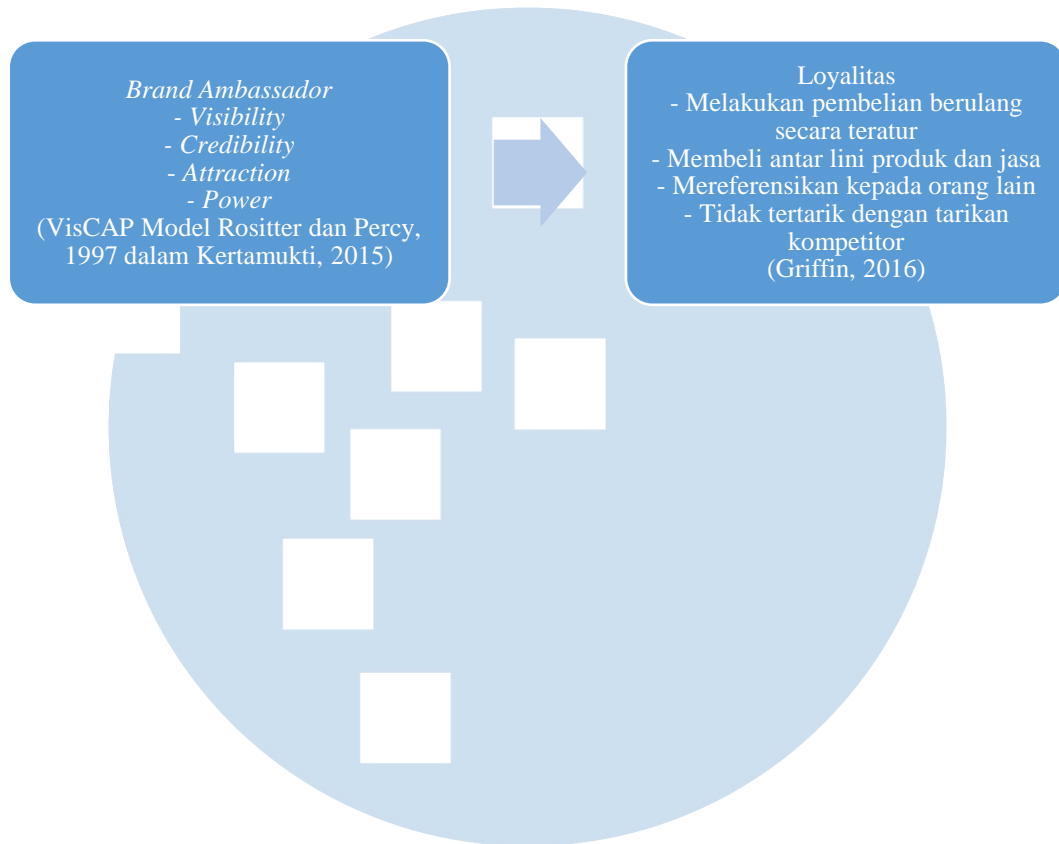 Brand Ambassador
- Visibility
- Credibility
- Attraction
- Power
(VisCAP Model Rositter dan Percy,
1997 dalam Kertamukti, 2015)
Loyalitas
- Melakukan pembelian berulang
secara teratur
- Membeli antar lini produk dan jasa
- Mereferensikan kepada orang lain
- Tidak tertarik dengan tarikan
kompetitor
(Griffin, 2016)